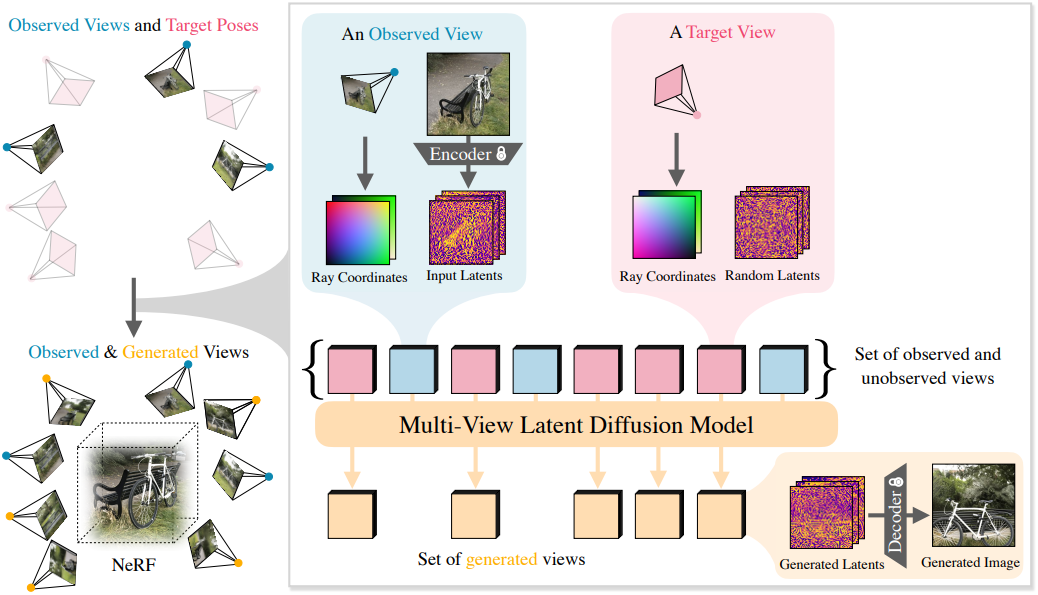 Observed Views and Target Poses
An Observed View
Encoder
Ray Coordinates
Input Latents
A Target View
Ray Coordinates
Random Latents
Observed & Generated Views
NeRF
{
}
Set of observed and
unobserved views
Multi-View Latent Diffusion Model
Set of generated views
Generated Latents
Decoder
Generated Image